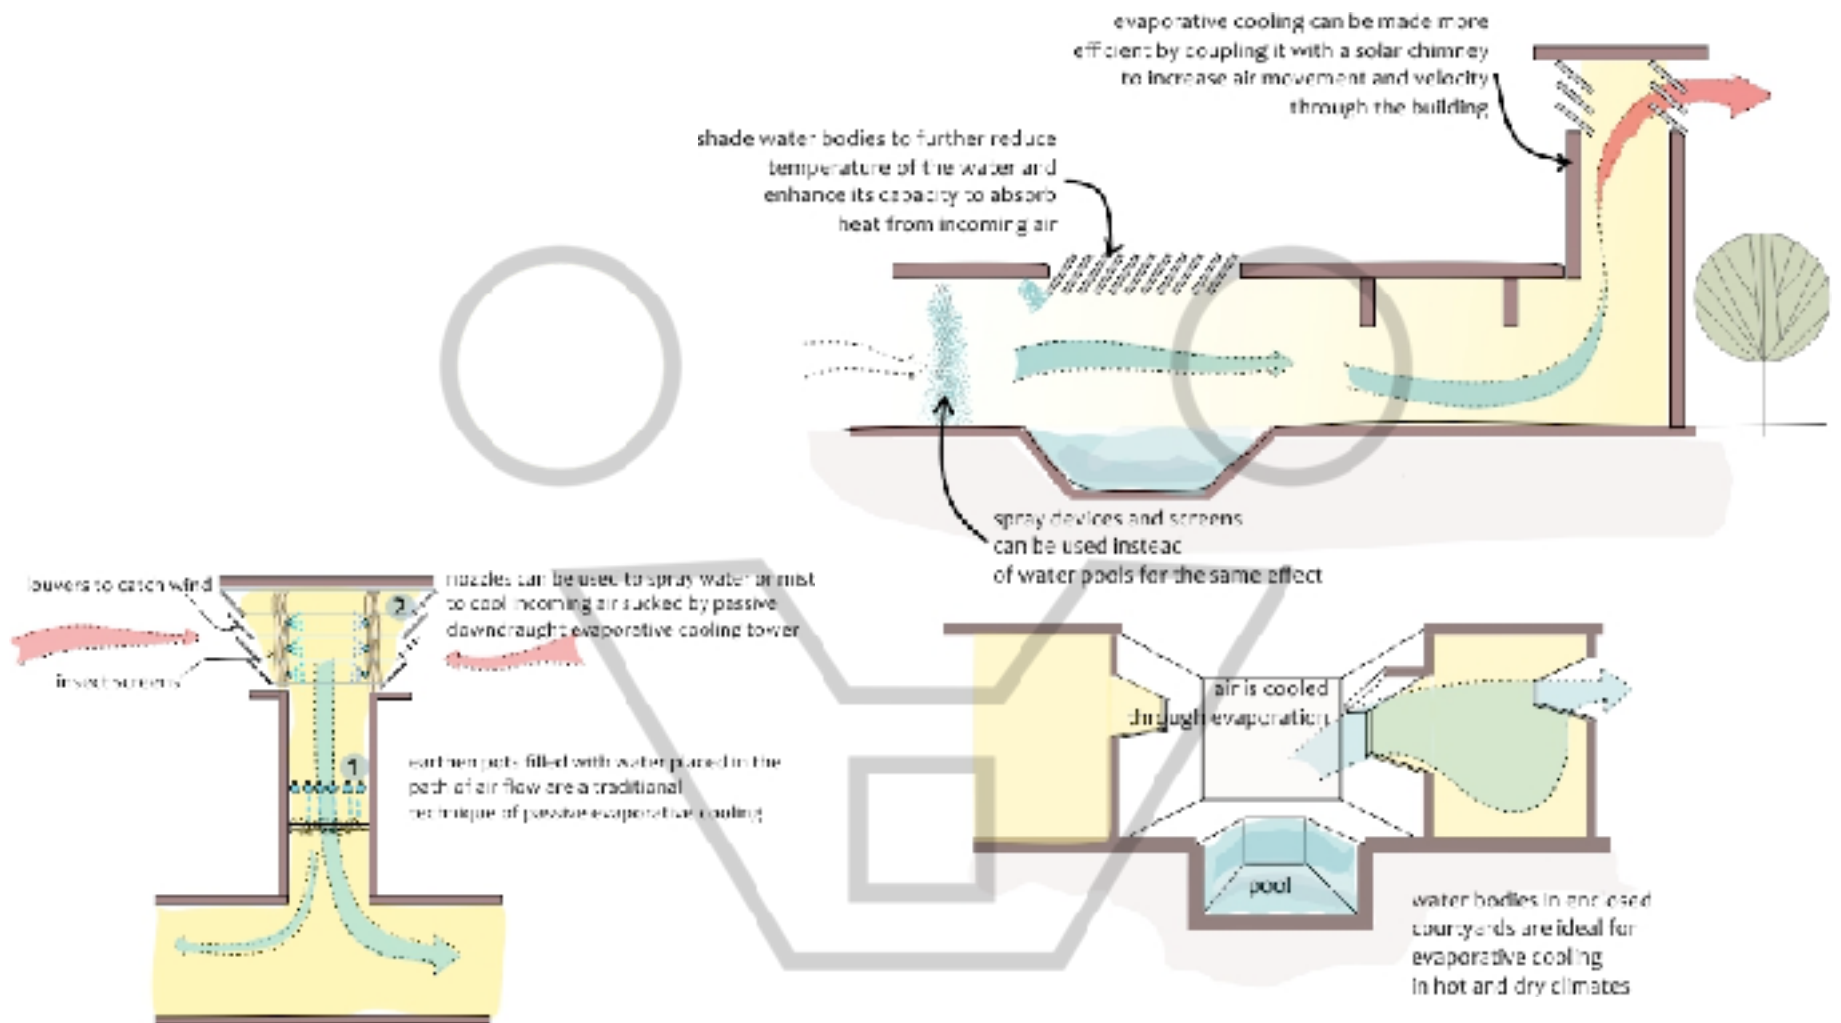 evaporative cooling can be made more
efficient by coupling it with a solar chimney
to increase air movement and velocity
through the building
shade water bodies to further reduce
temperature of the water and
enhance its capacity to absorb
heat from incoming air
spray devices and screens
can be used instead
of water pools for the same effect
louvers to catch wind
insect screens
2
nozzles can be used to spray water or mist
to cool incoming air sucked by passive
downdraught evaporative cooling tower
1
earthen pots filled with water placed in the
path of air flow are a traditional
technique of passive evaporative cooling
air is cooled
through evaporation
pool
water bodies in enclosed
courtyards are ideal for
evaporative cooling
in hot and dry climates